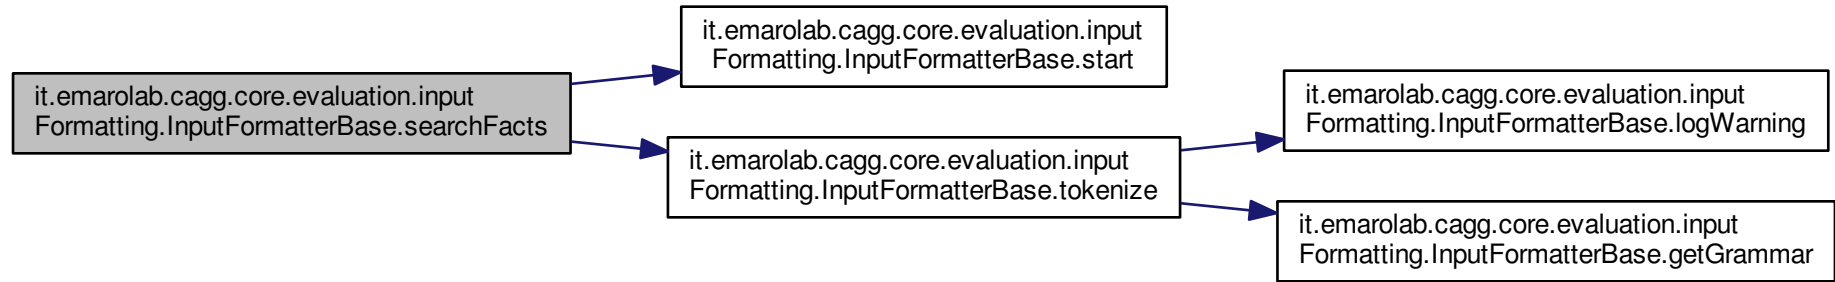 it.emarolab.cagg.core.evaluation.input
Formatting.InputFormatterBase.searchFacts
it.emarolab.cagg.core.evaluation.input
Formatting.InputFormatterBase.start
it.emarolab.cagg.core.evaluation.input
Formatting.InputFormatterBase.tokenize
it.emarolab.cagg.core.evaluation.input
Formatting.InputFormatterBase.logWarning
it.emarolab.cagg.core.evaluation.input
Formatting.InputFormatterBase.getGrammar